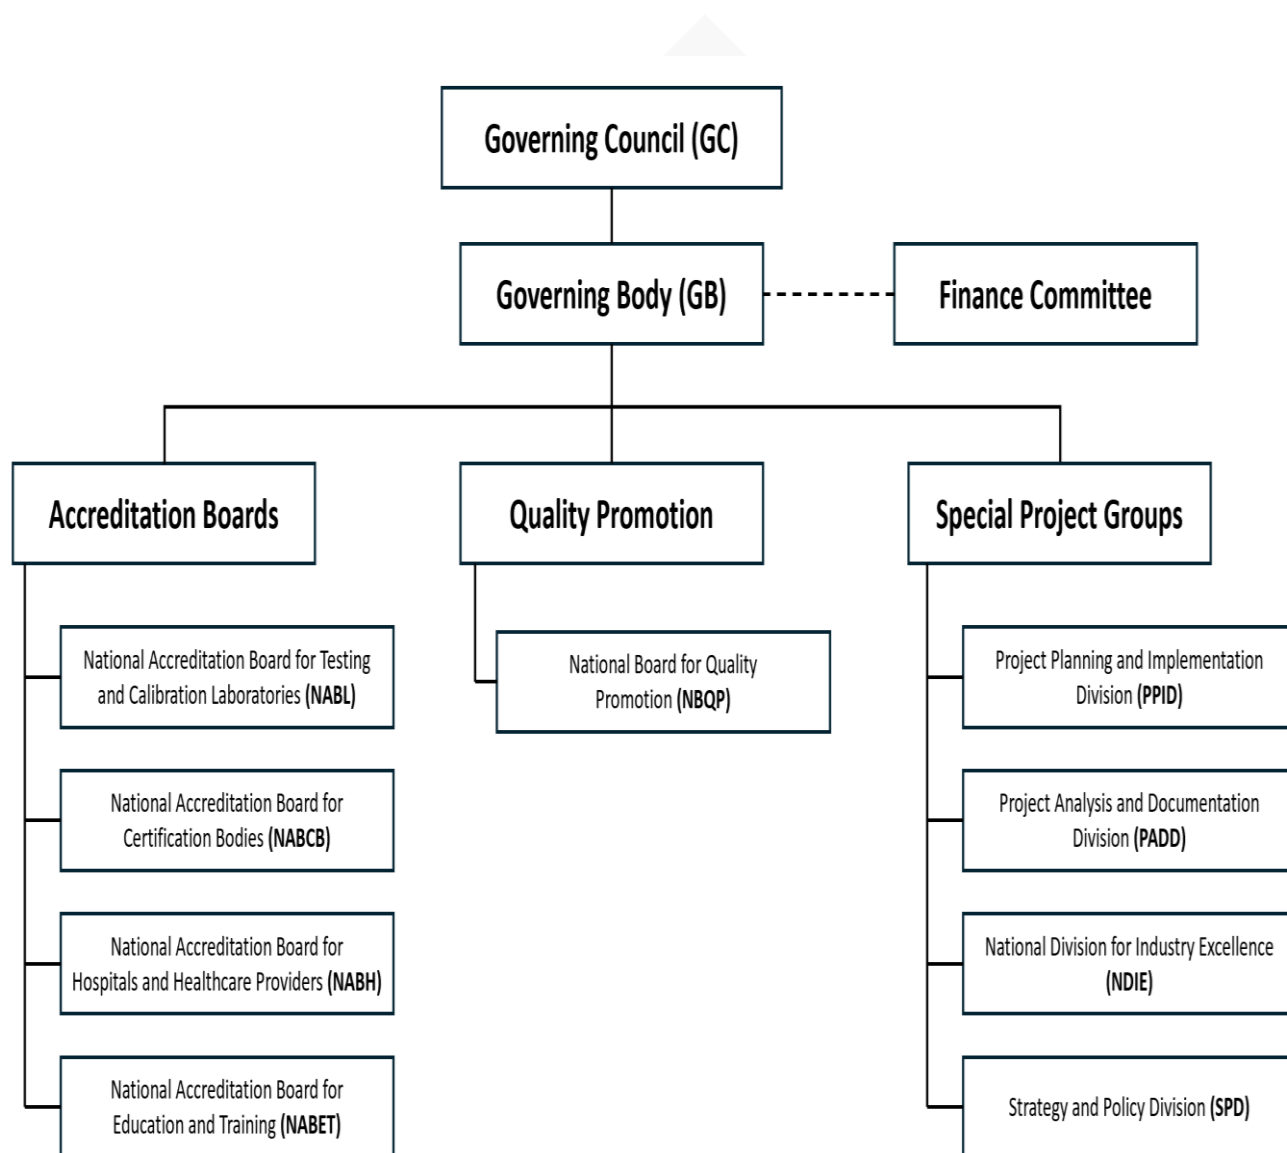 Governing Council (GC)
Governing Body (GB)
Finance Committee
Accreditation Boards
Quality Promotion
Special Project Groups
National Accreditation Board for Testing
and Calibration Laboratories (NABL)
National Accreditation Board for
Certification Bodies (NABCB)
National Accreditation Board for
Hospitals and Healthcare Providers (NABH)
National Accreditation Board for
Education and Training (NABET)
National Board for Quality
Promotion (NBQP)
Project Planning and Implementation
Division (PPID)
Project Analysis and Documentation
Division (PADD)
National Division for Industry Excellence
(NDIE)
Strategy and Policy Division (SPD)